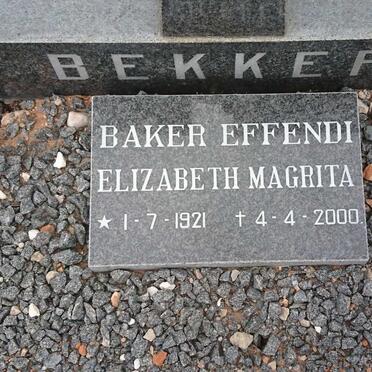 BEKKER
BAKER EFFENDI
ELIZABETH MAGRITA
★ 1-7-1921 † 4-4-2000.